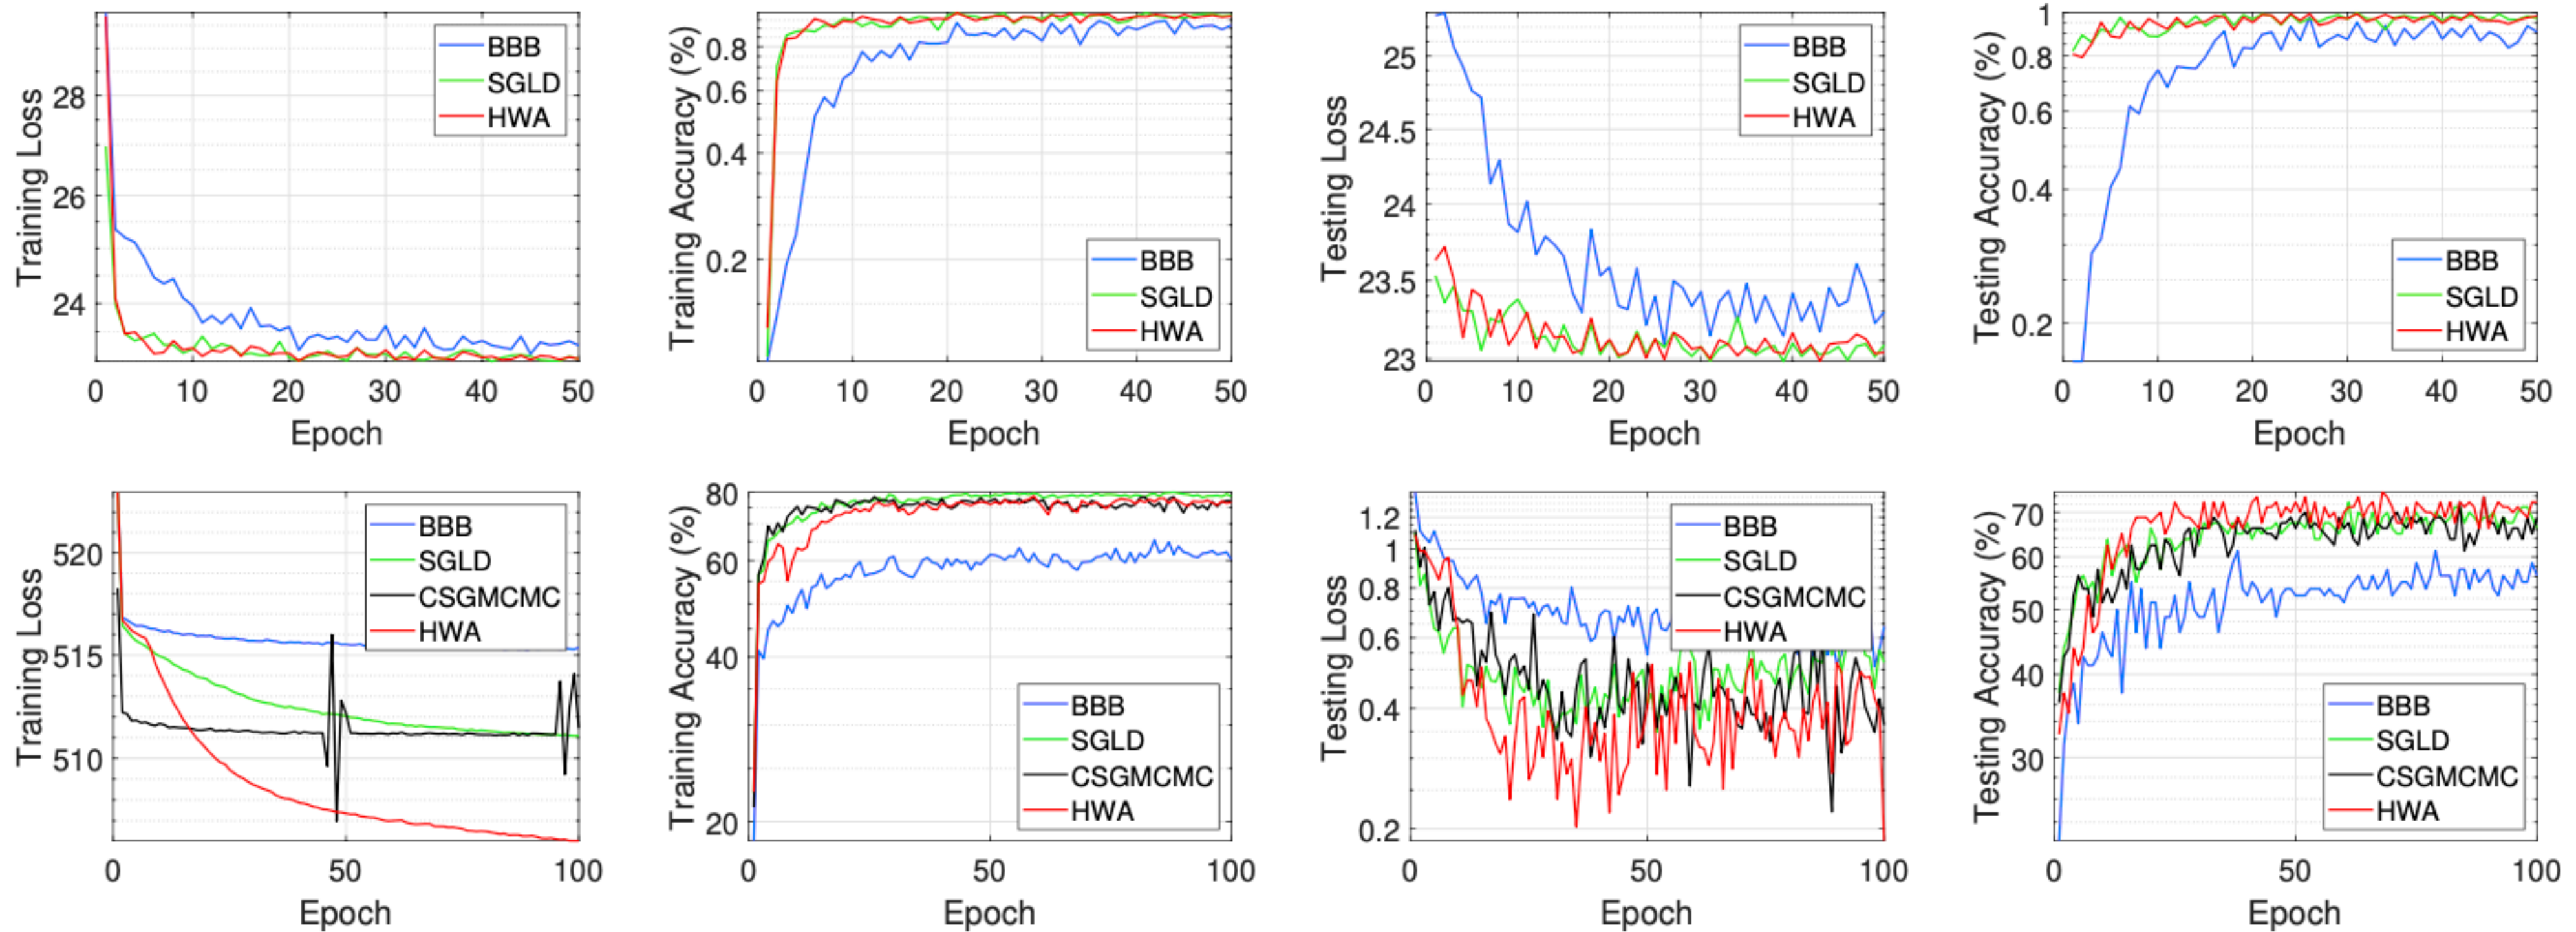 Training Loss
28
26
24
0 10 20 30 40 50
Epoch
BBB
SGLD
HWA
Training Accuracy (%)
0.8
0.6
0.4
0.2
0 10 20 30 40 50
Epoch
BBB
SGLD
HWA
Testing Loss
25
24.5
24
23.5
23
0 10 20 30 40 50
Epoch
BBB
SGLD
HWA
Testing Accuracy (%)
1
0.8
0.6
0.4
0.2
0 10 20 30 40 50
Epoch
BBB
SGLD
HWA
Training Loss
520
515
510
0 50 100
Epoch
BBB
SGLD
CSGMCMC
HWA
Training Accuracy (%)
80
60
40
20
0 50 100
Epoch
BBB
SGLD
CSGMCMC
HWA
Testing Loss
1.2
1
0.8
0.6
0.4
0.2
0 50 100
Epoch
BBB
SGLD
CSGMCMC
HWA
Testing Accuracy (%)
70
60
50
40
30
0 50 100
Epoch
BBB
SGLD
CSGMCMC
HWA